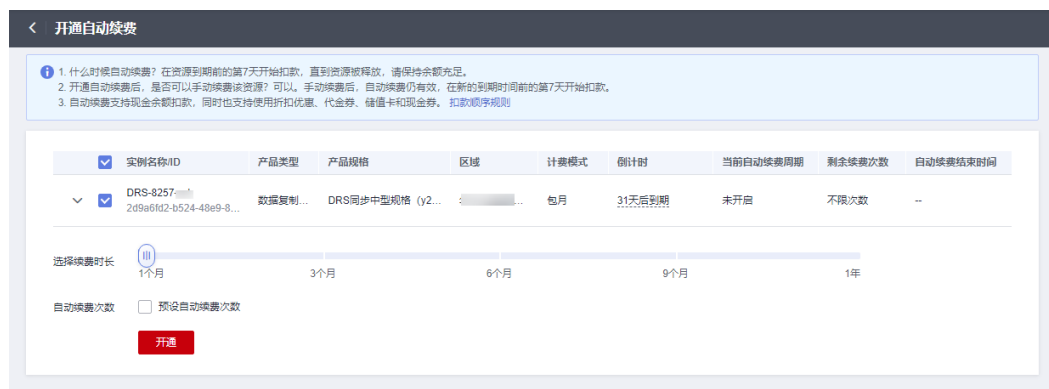 开通自动续费
1. 什么时候自动续费？在资源到期前的第7天开始扣款，直到资源被释放，请保持余额充足。
2. 开通自动续费后，是否可以手动续费该资源？可以。手动续费后，自动续费仍有效，在新的到期时间前的第7天开始扣款。
3. 自动续费支持现金余额扣款，同时也支持使用折扣优惠、代金券、储值卡和现金券。 扣款顺序规则
实例名称/ID 产品类型 产品规格 区域 计费模式 倒计时 当前自动续费周期 剩余续费次数 自动续费结束时间
DRS-8257-
2d9a6fd2-b524-48e9-8... 数据复制... DRS同步中型规格（y2... ... 包月 31天后到期 未开启 不限次数 --
选择续费时长
1个月 3个月 6个月 9个月 1年
自动续费次数 预设自动续费次数
开通